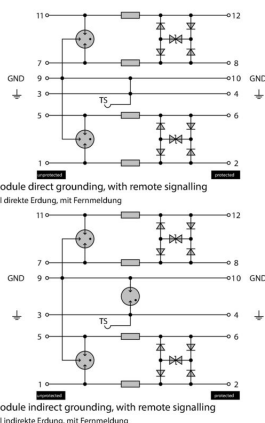 11 12
7 8
GND 9 10 GND
3 4
TS
5 6
1 2
unprotected protected
odule direct grounding, with remote signalling
l direkte Erdung, mit Fernmeldung
11 12
7 8
GND 9 10 GND
3 4
TS
5 6
1 2
unprotected protected
odule indirect grounding, with remote signalling
l indirekte Erdung, mit Fernmeldung